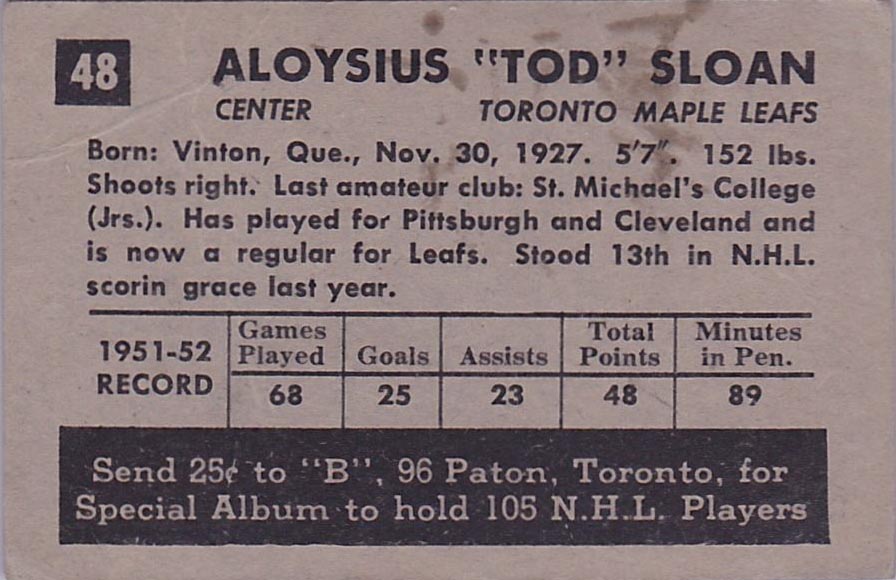 48 ALOYSIUS "TOD" SLOAN
CENTER TORONTO MAPLE LEAFS
Born: Vinton, Que., Nov. 30, 1927. 5'7". 152 lbs.
Shoots right. Last amateur club: St. Michael's College
(Jrs.). Has played for Pittsburgh and Cleveland and
is now a regular for Leafs. Stood 13th in N.H.L.
scorin grace last year.
1951-52 RECORD
Games Played Goals Assists Total Points Minutes in Pen.
68 25 23 48 89
Send 25¢ to "B", 96 Paton, Toronto, for
Special Album to hold 105 N.H.L. Players